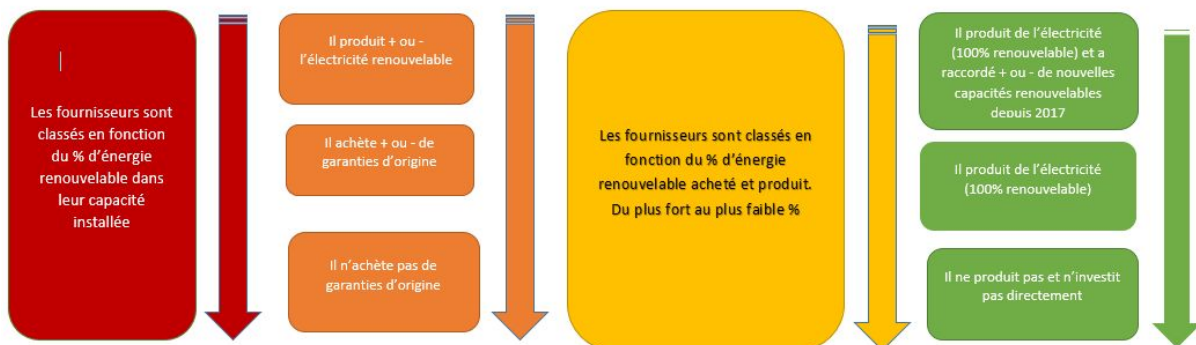 Les fournisseurs sont
classés en fonction
du % d’énergie
renouvelable dans
leur capacité
installée
Il produit + ou -
l’électricité renouvelable
Il achète + ou - de
garanties d’origine
Il n’achète pas de
garanties d’origine
Les fournisseurs sont classés en
fonction du % d’énergie
renouvelable acheté et produit.
Du plus fort au plus faible %
Il produit de l’électricité
(100% renouvelable) et a
raccordé + ou - de nouvelles
capacités renouvelables
depuis 2017
Il produit de l’électricité
(100% renouvelable)
Il ne produit pas et n’investit
pas directement